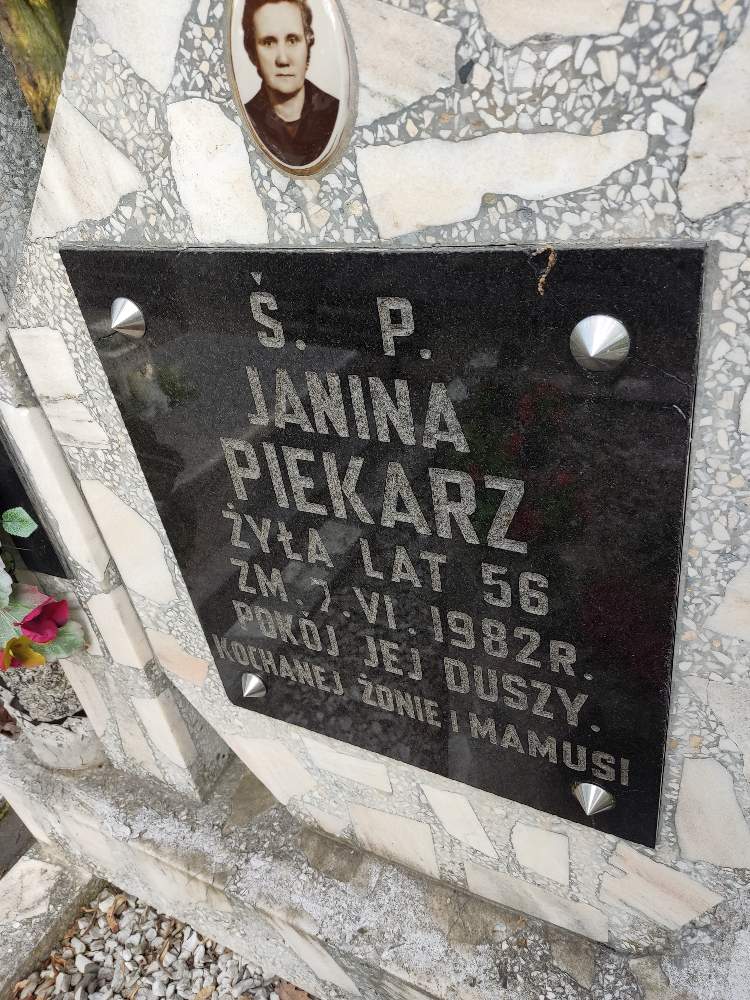 Š. P.
JANINA
PIEKARZ
ŻYŁA LAT 56
ZM. 7. VI. 1982R.
POKÓJ JEJ DUSZY.
KOCHANEJ ŻONIE I MAMUSI